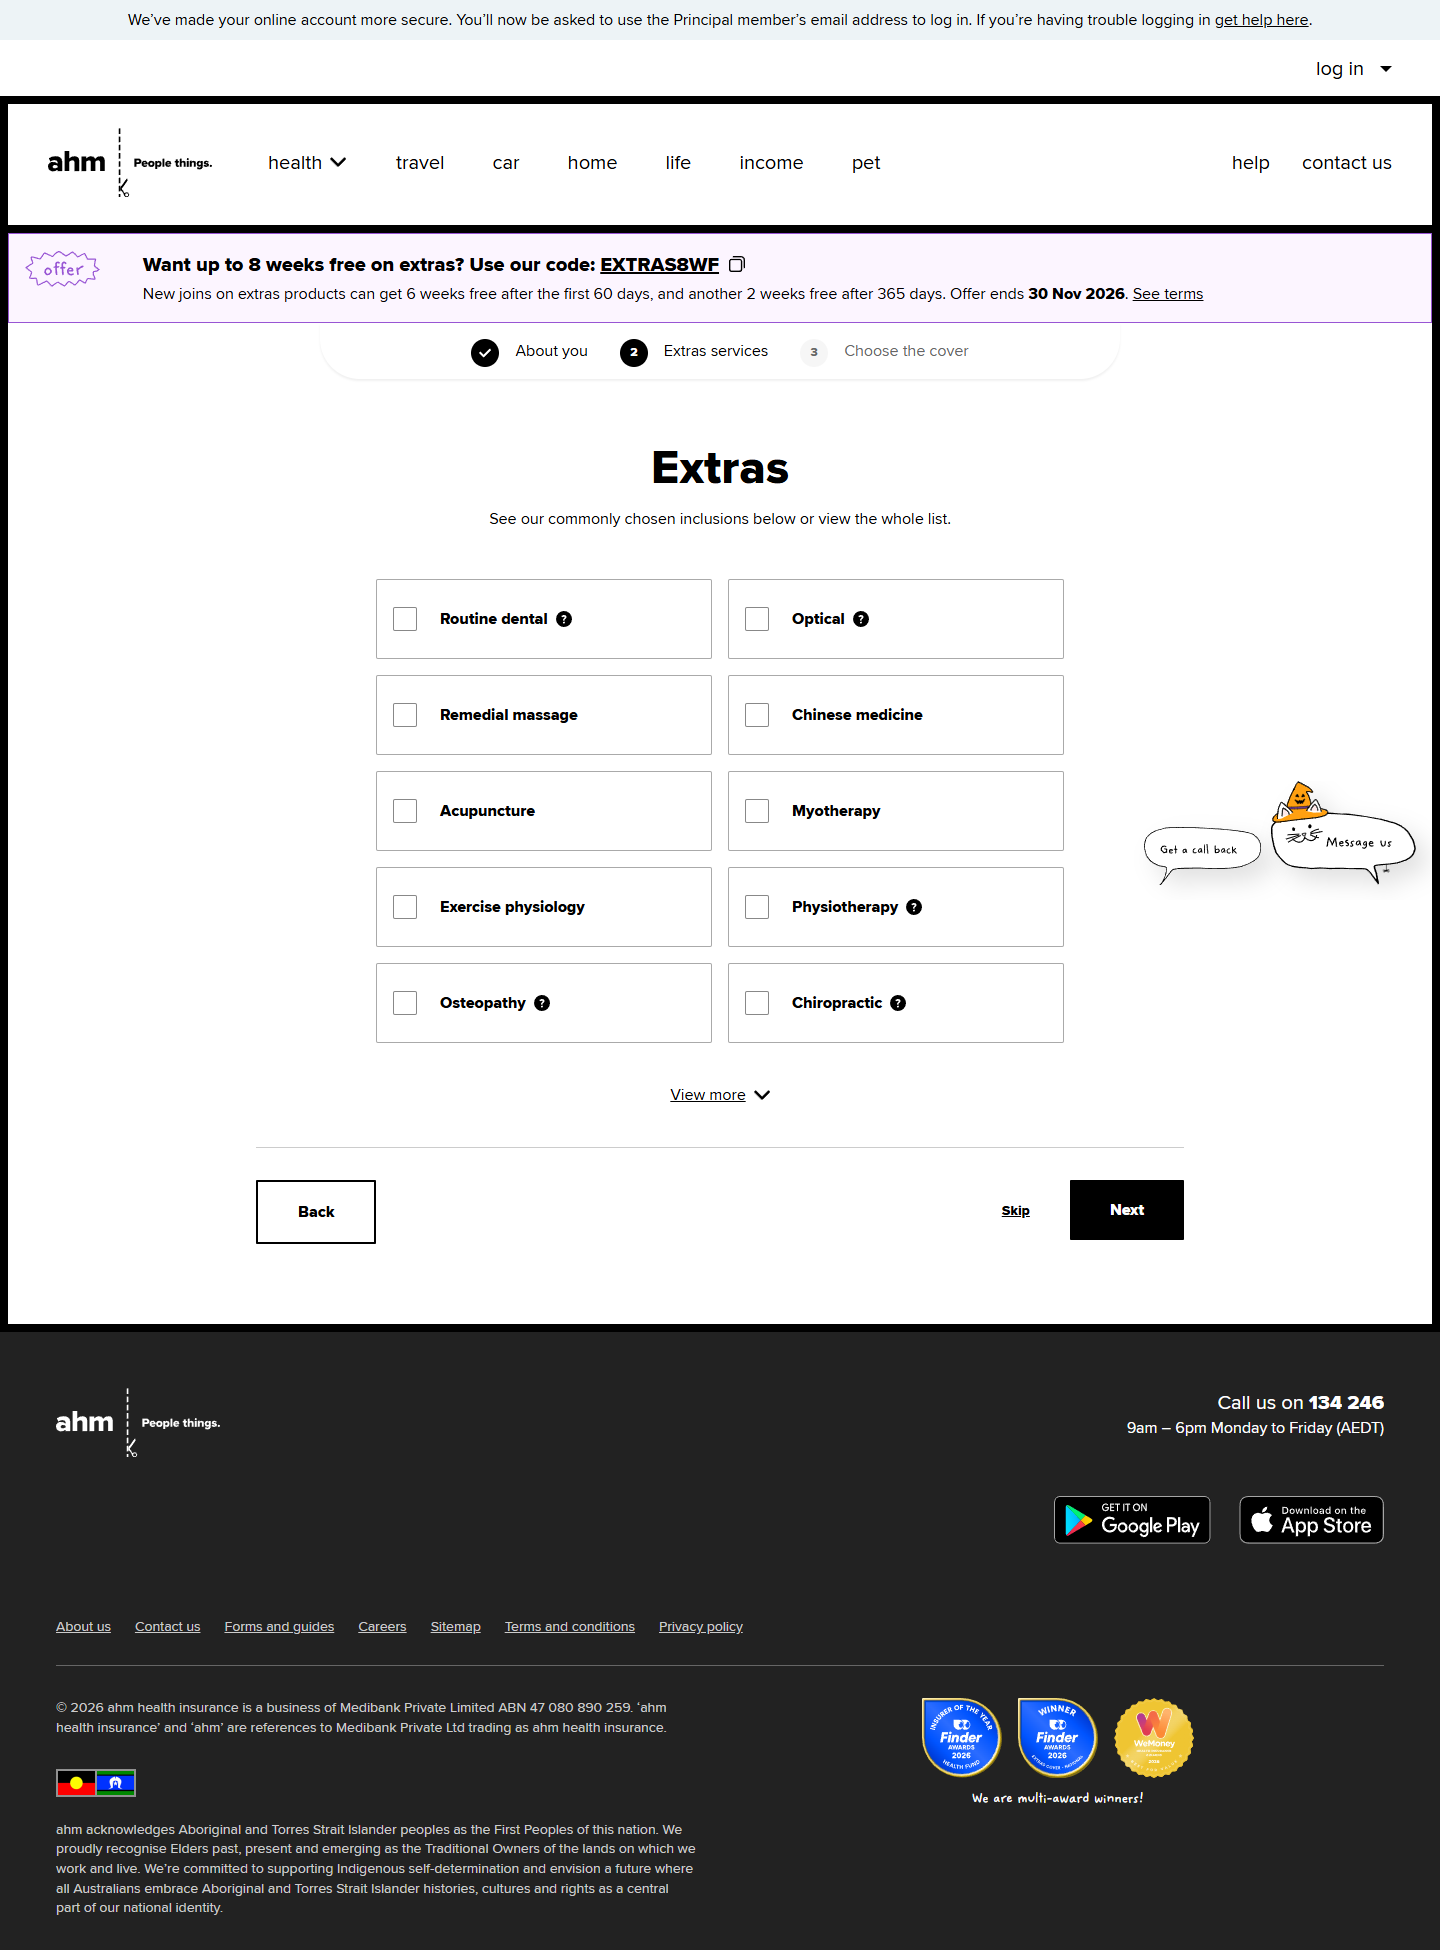 We've made your online account more secure. You'll now be asked to use the Principal member's email address to log in. If you're having trouble logging in get help here.
log in
ahm People things.
health travel car home life income pet help contact us
offer
Want up to 8 weeks free on extras? Use our code: EXTRAS8WF
New joins on extras products can get 6 weeks free after the first 60 days, and another 2 weeks free after 365 days. Offer ends 30 Nov 2026. See terms
About you 2 Extras services 3 Choose the cover
Extras
See our commonly chosen inclusions below or view the whole list.
Routine dental ? Optical ?
Remedial massage Chinese medicine
Acupuncture Myotherapy
Get a call back Message us
Exercise physiology Physiotherapy ?
Osteopathy ? Chiropractic ?
View more
Back Skip Next
ahm People things.
Call us on 134 246
9am – 6pm Monday to Friday (AEDT)
GET IT ON Google Play
Download on the App Store
About us Contact us Forms and guides Careers Sitemap Terms and conditions Privacy policy
© 2026 ahm health insurance is a business of Medibank Private Limited ABN 47 080 890 259. ‘ahm
health insurance’ and ‘ahm’ are references to Medibank Private Ltd trading as ahm health insurance.
INSURER OF THE YEAR Finder AWARDS 2026 HEALTH FUND
WINNER Finder AWARDS 2026
WeMoney 2026
We are multi-award winners!
ahm acknowledges Aboriginal and Torres Strait Islander peoples as the First Peoples of this nation. We
proudly recognise Elders past, present and emerging as the Traditional Owners of the lands on which we
work and live. We're committed to supporting Indigenous self-determination and envision a future where
all Australians embrace Aboriginal and Torres Strait Islander histories, cultures and rights as a central
part of our national identity.